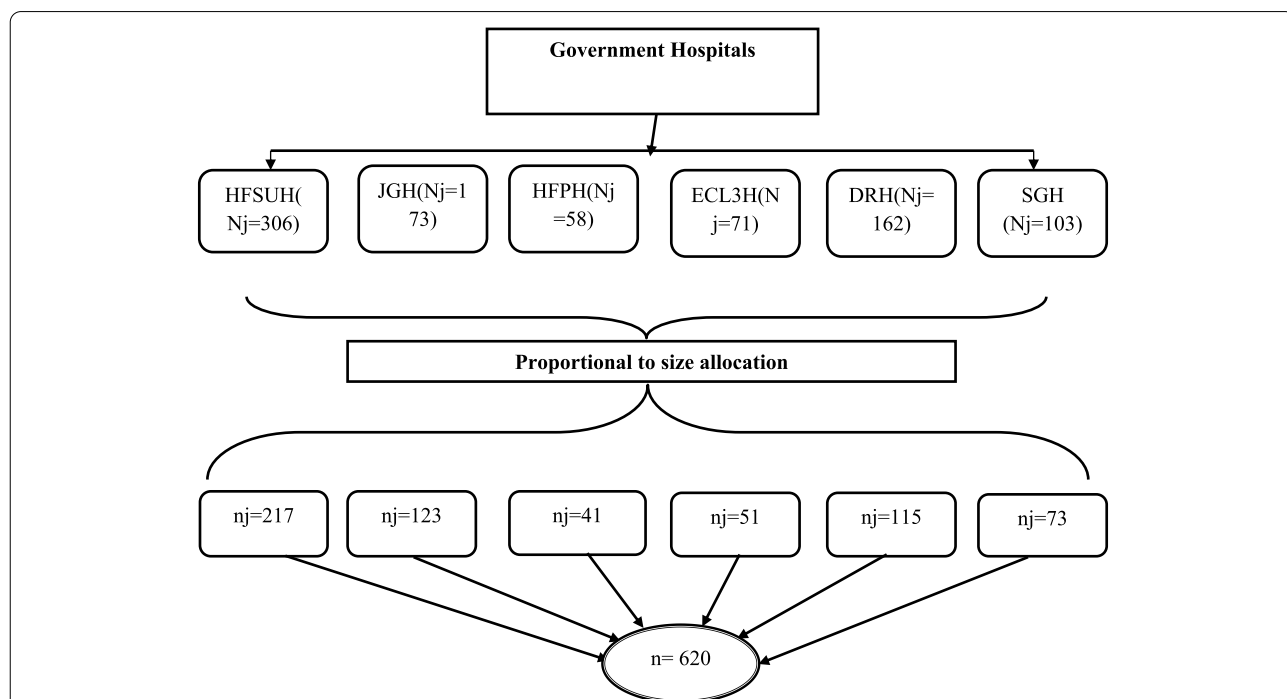 Government Hospitals
HFSUH(
Nj=306)
JGH(Nj=1
73)
HFPH(Nj
=58)
ECL3H(N
j=71)
DRH(Nj=
162)
SGH
(Nj=103)
Proportional to size allocation
nj=217
nj=123
nj=41
nj=51
nj=115
nj=73
n= 620